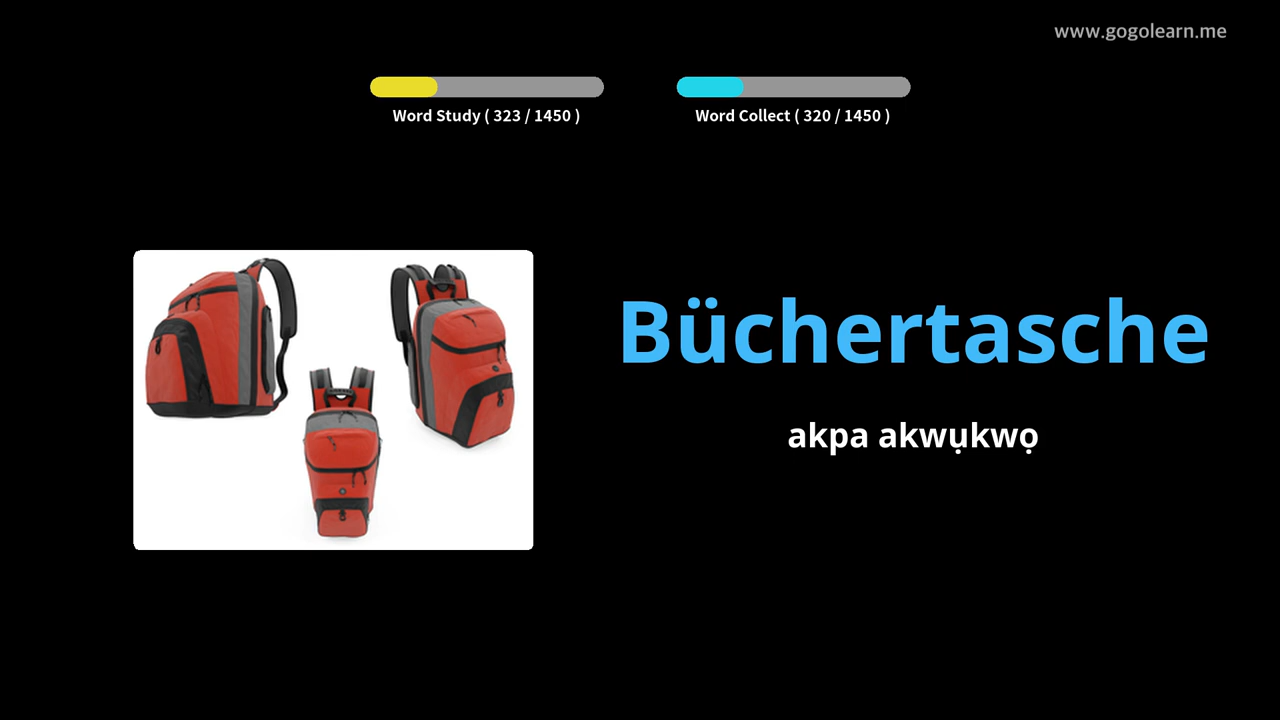 www.gogolearn.me
Word Study ( 323 / 1450 )
Word Collect ( 320 / 1450 )
Büchertasche
akpa akwụkwọ